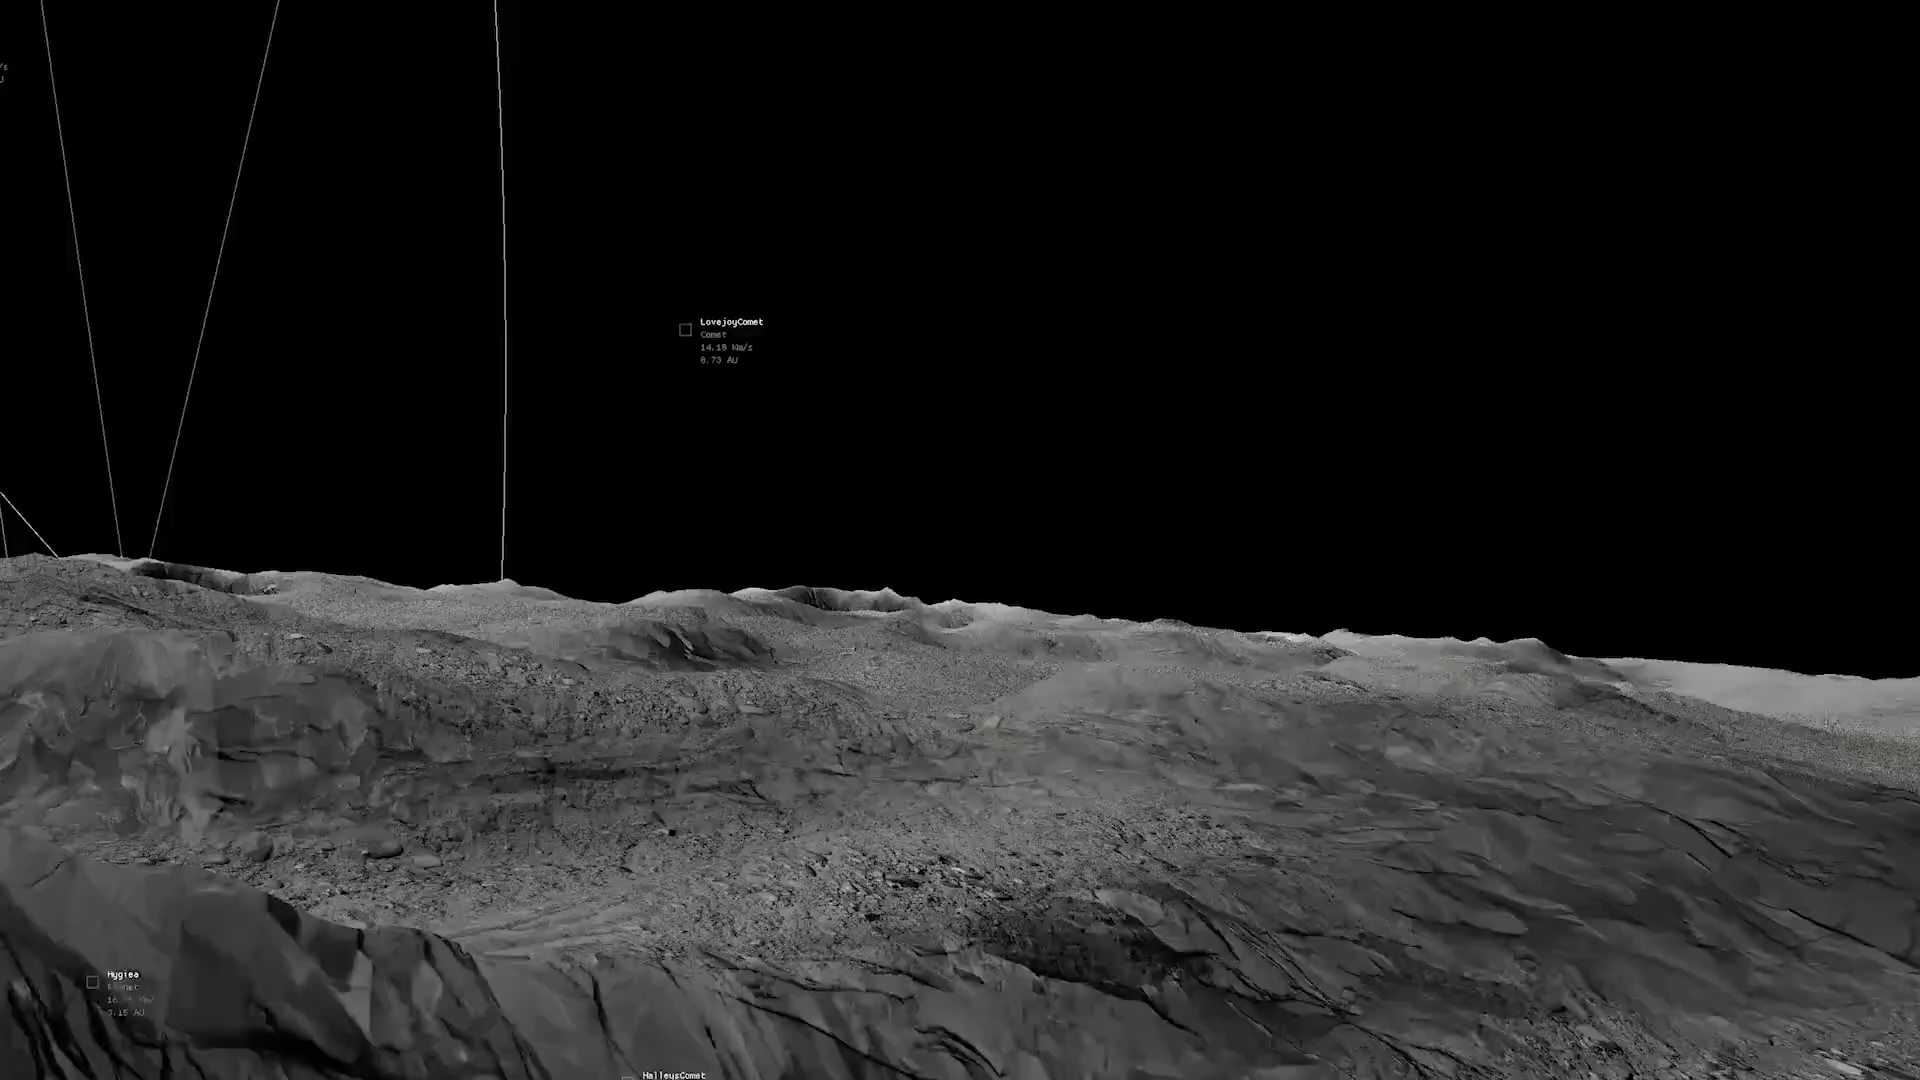 LovejoyComet
Comet
14.18 Km/s
8.73 AU
Hygiea
3.15 AU
HalleysComet